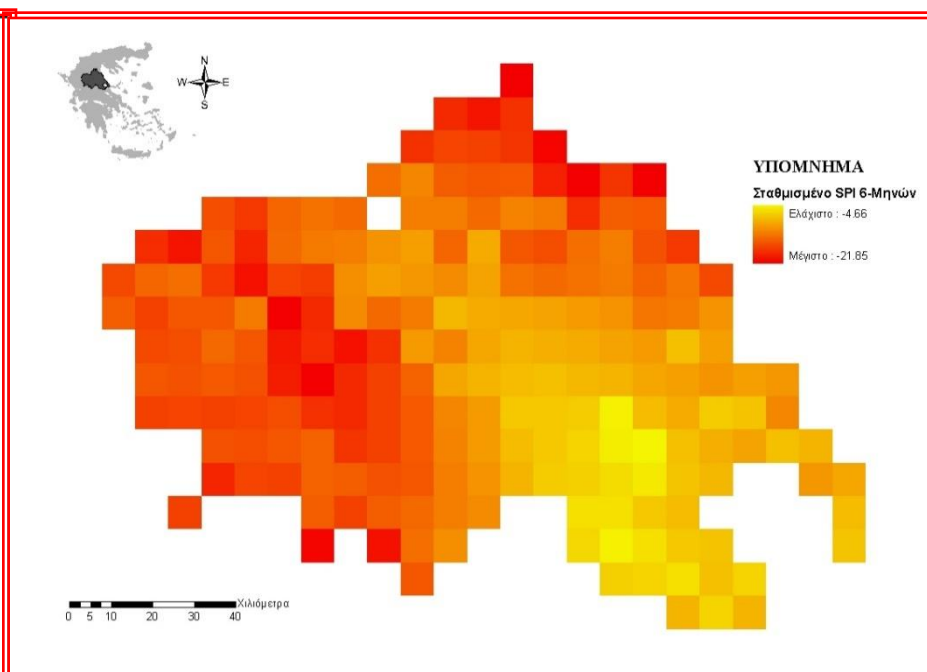 N
W E
S
ΥΠΟΜΝΗΜΑ
Σταθμισμένο SPI 6-Μηνών
Ελάχιστο : -4.66
Μέγιστο : -21.85
Χιλιόμετρα
0 5 10 20 30 40